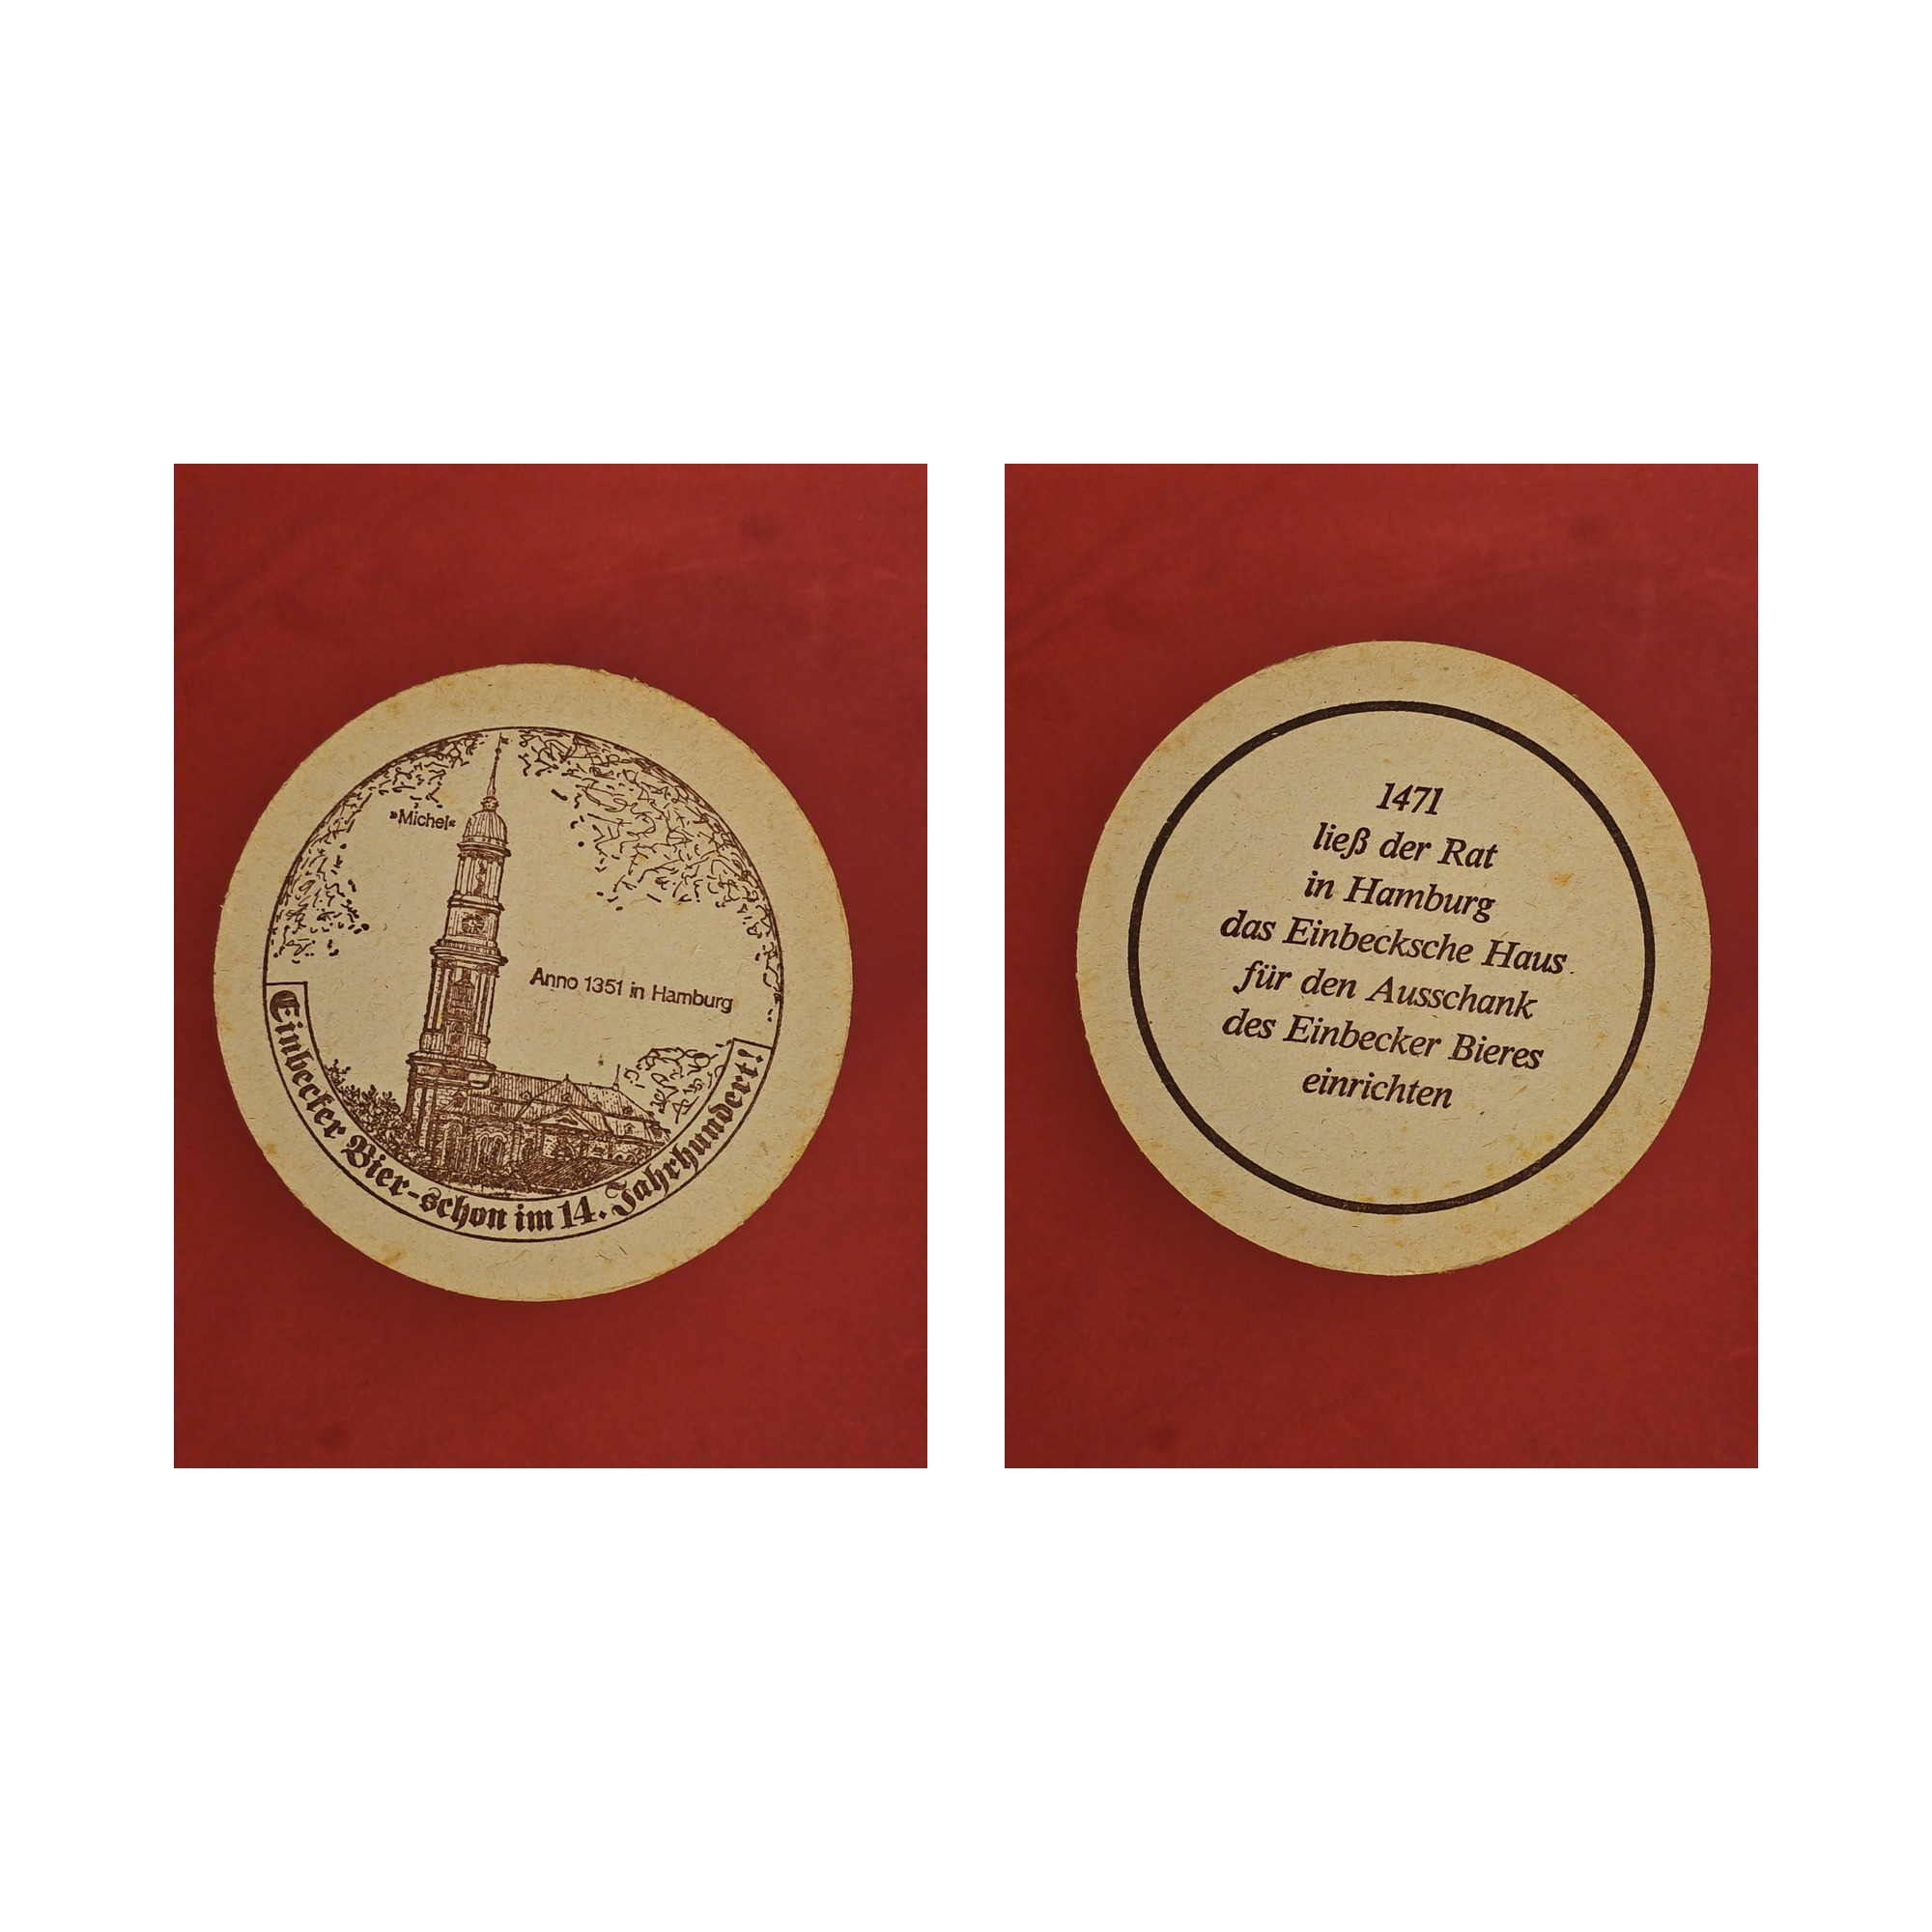 »Michel«
Anno 1351 in Hamburg
Einbecker Bier-schon im 14. Jahrhundert!
1471
ließ der Rat
in Hamburg
das Einbecksche Haus
für den Ausschank
des Einbecker Bieres
einrichten